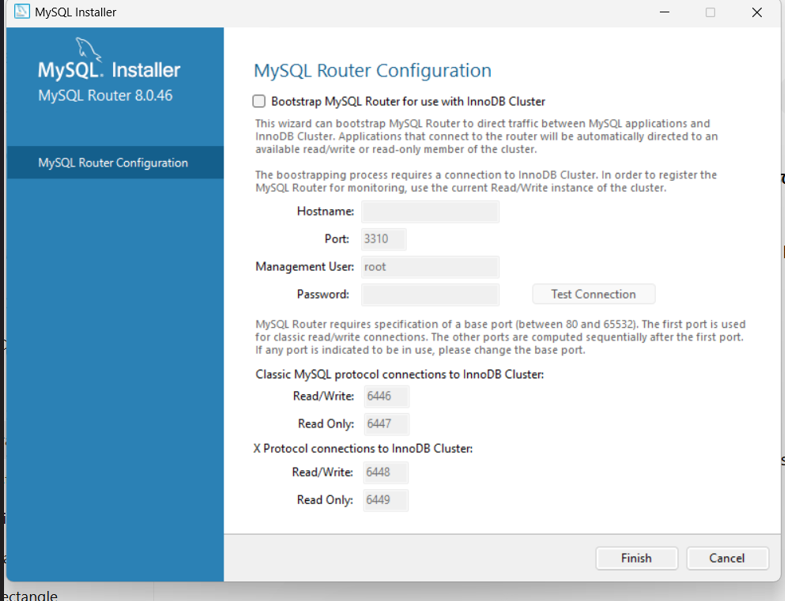 MySQL Installer
MySQL. Installer
MySQL Router 8.0.46
MySQL Router Configuration
MySQL Router Configuration
Bootstrap MySQL Router for use with InnoDB Cluster
This wizard can bootstrap MySQL Router to direct traffic between MySQL applications and
InnoDB Cluster. Applications that connect to the router will be automatically directed to an
available read/write or read-only member of the cluster.
The boostrapping process requires a connection to InnoDB Cluster. In order to register the
MySQL Router for monitoring, use the current Read/Write instance of the cluster.
Hostname:
Port: 3310
Management User: root
Password: Test Connection
MySQL Router requires specification of a base port (between 80 and 65532). The first port is used
for classic read/write connections. The other ports are computed sequentially after the first port.
If any port is indicated to be in use, please change the base port.
Classic MySQL protocol connections to InnoDB Cluster:
Read/Write: 6446
Read Only: 6447
X Protocol connections to InnoDB Cluster:
Read/Write: 6448
Read Only: 6449
Finish Cancel
ectangle